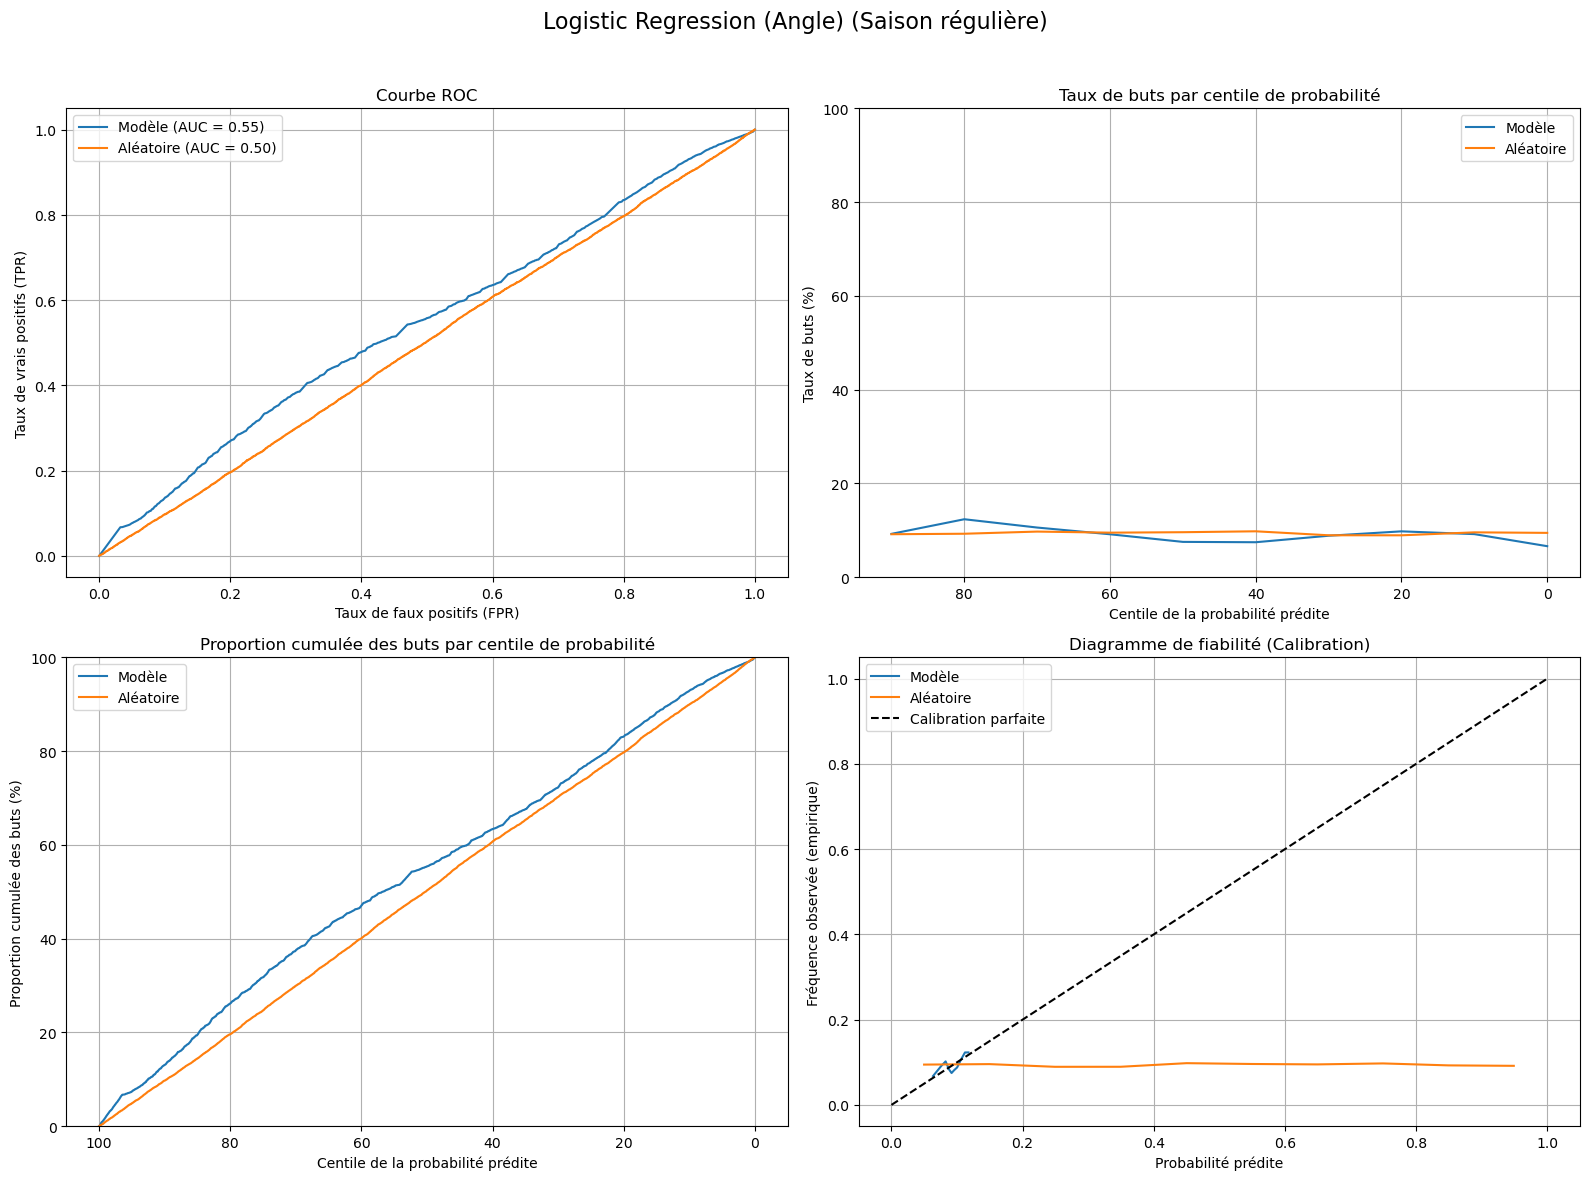 Logistic Regression (Angle) (Saison régulière)
Courbe ROC
Modèle (AUC = 0.55)
Aléatoire (AUC = 0.50)
Taux de vrais positifs (TPR)
1.0
0.8
0.6
0.4
0.2
0.0
0.0 0.2 0.4 0.6 0.8 1.0
Taux de faux positifs (FPR)
Taux de buts par centile de probabilité
Modèle
Aléatoire
Taux de buts (%)
100
80
60
40
20
0
80 60 40 20 0
Centile de la probabilité prédite
Proportion cumulée des buts par centile de probabilité
Modèle
Aléatoire
Proportion cumulée des buts (%)
100
80
60
40
20
0
100 80 60 40 20 0
Centile de la probabilité prédite
Diagramme de fiabilité (Calibration)
Modèle
Aléatoire
Calibration parfaite
Fréquence observée (empirique)
1.0
0.8
0.6
0.4
0.2
0.0
0.0 0.2 0.4 0.6 0.8 1.0
Probabilité prédite